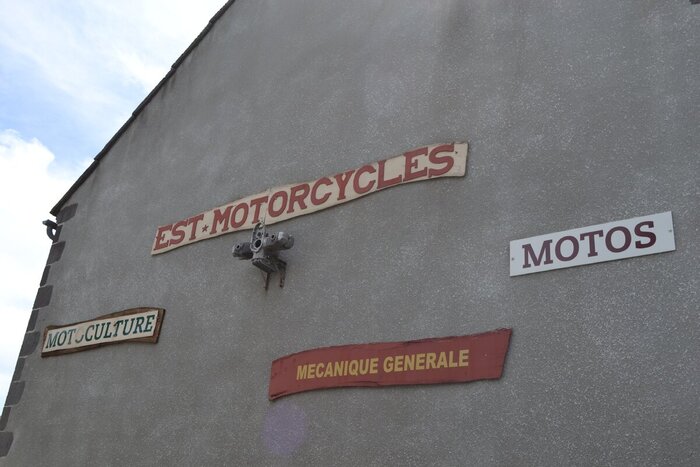 EST★MOTORCYCLES
MOTOS
MOTOCULTURE
MECANIQUE GENERALE